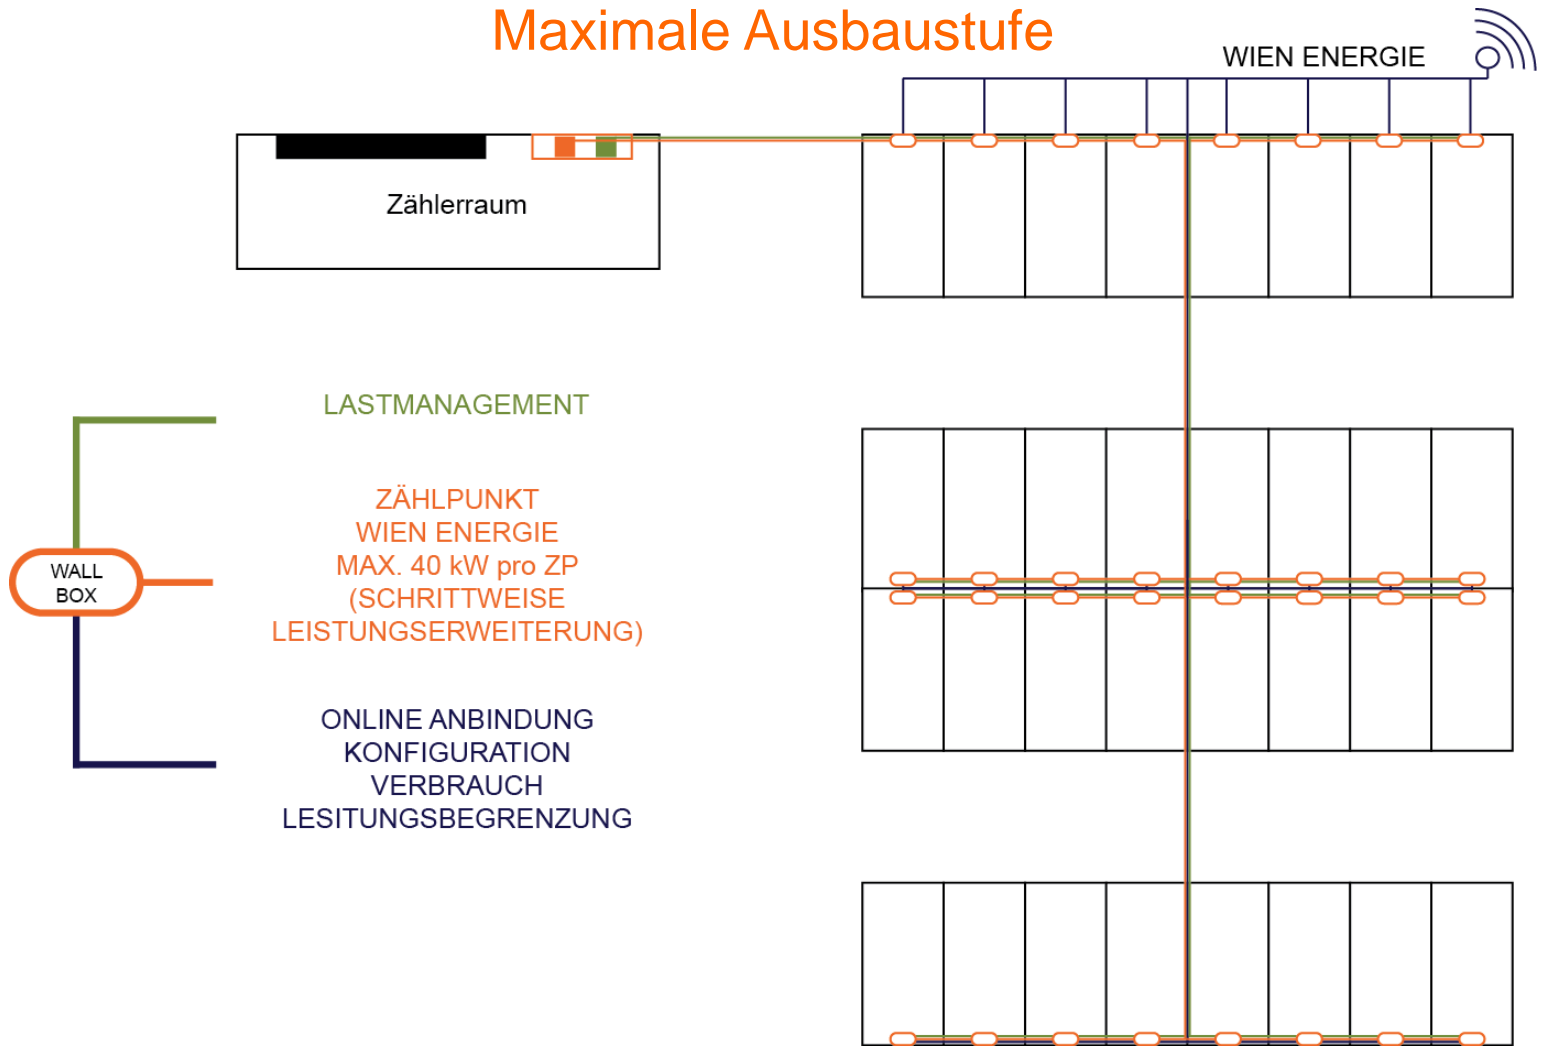 Maximale Ausbaustufe
WIEN ENERGIE
Zählerraum
LASTMANAGEMENT
ZÄHLPUNKT
WIEN ENERGIE
MAX. 40 kW pro ZP
(SCHRITTWEISE
LEISTUNGSERWEITERUNG)
WALL
BOX
ONLINE ANBINDUNG
KONFIGURATION
VERBRAUCH
LESITUNGSBEGRENZUNG